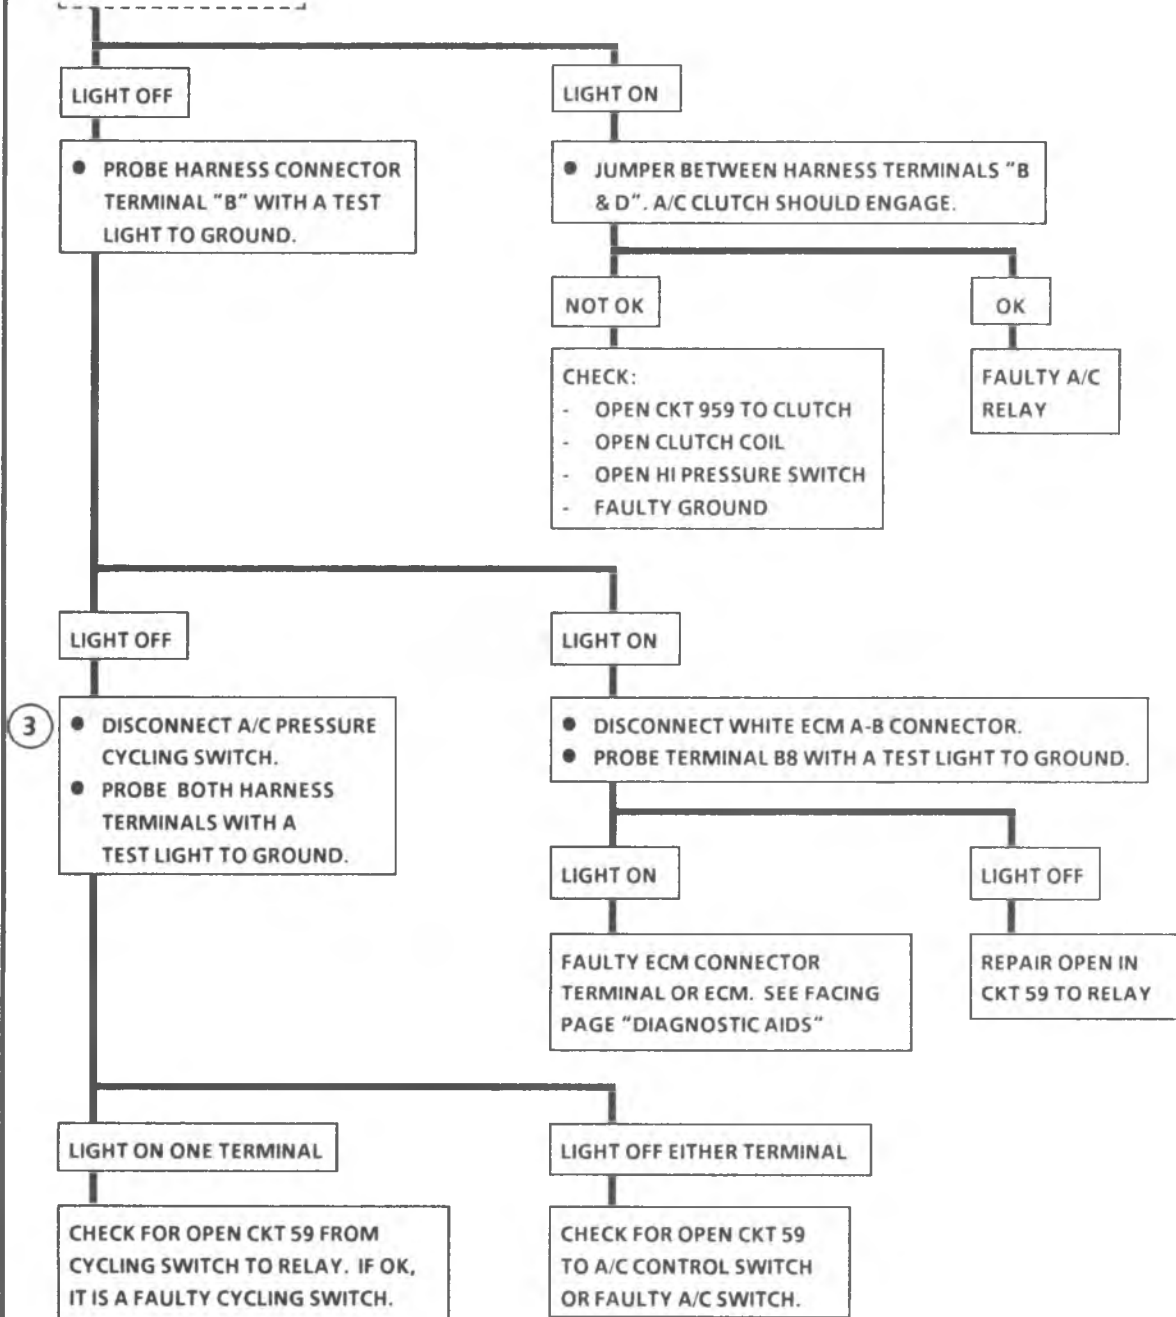 LIGHT OFF
LIGHT ON
● PROBE HARNESS CONNECTOR
TERMINAL "B" WITH A TEST
LIGHT TO GROUND.
● JUMPER BETWEEN HARNESS TERMINALS "B
& D". A/C CLUTCH SHOULD ENGAGE.
NOT OK
OK
CHECK:
- OPEN CKT 959 TO CLUTCH
- OPEN CLUTCH COIL
- OPEN HI PRESSURE SWITCH
- FAULTY GROUND
FAULTY A/C
RELAY
LIGHT OFF
LIGHT ON
3
● DISCONNECT A/C PRESSURE
CYCLING SWITCH.
● PROBE BOTH HARNESS
TERMINALS WITH A
TEST LIGHT TO GROUND.
● DISCONNECT WHITE ECM A-B CONNECTOR.
● PROBE TERMINAL B8 WITH A TEST LIGHT TO GROUND.
LIGHT ON
LIGHT OFF
FAULTY ECM CONNECTOR
TERMINAL OR ECM. SEE FACING
PAGE "DIAGNOSTIC AIDS"
REPAIR OPEN IN
CKT 59 TO RELAY
LIGHT ON ONE TERMINAL
LIGHT OFF EITHER TERMINAL
CHECK FOR OPEN CKT 59 FROM
CYCLING SWITCH TO RELAY. IF OK,
IT IS A FAULTY CYCLING SWITCH.
CHECK FOR OPEN CKT 59
TO A/C CONTROL SWITCH
OR FAULTY A/C SWITCH.